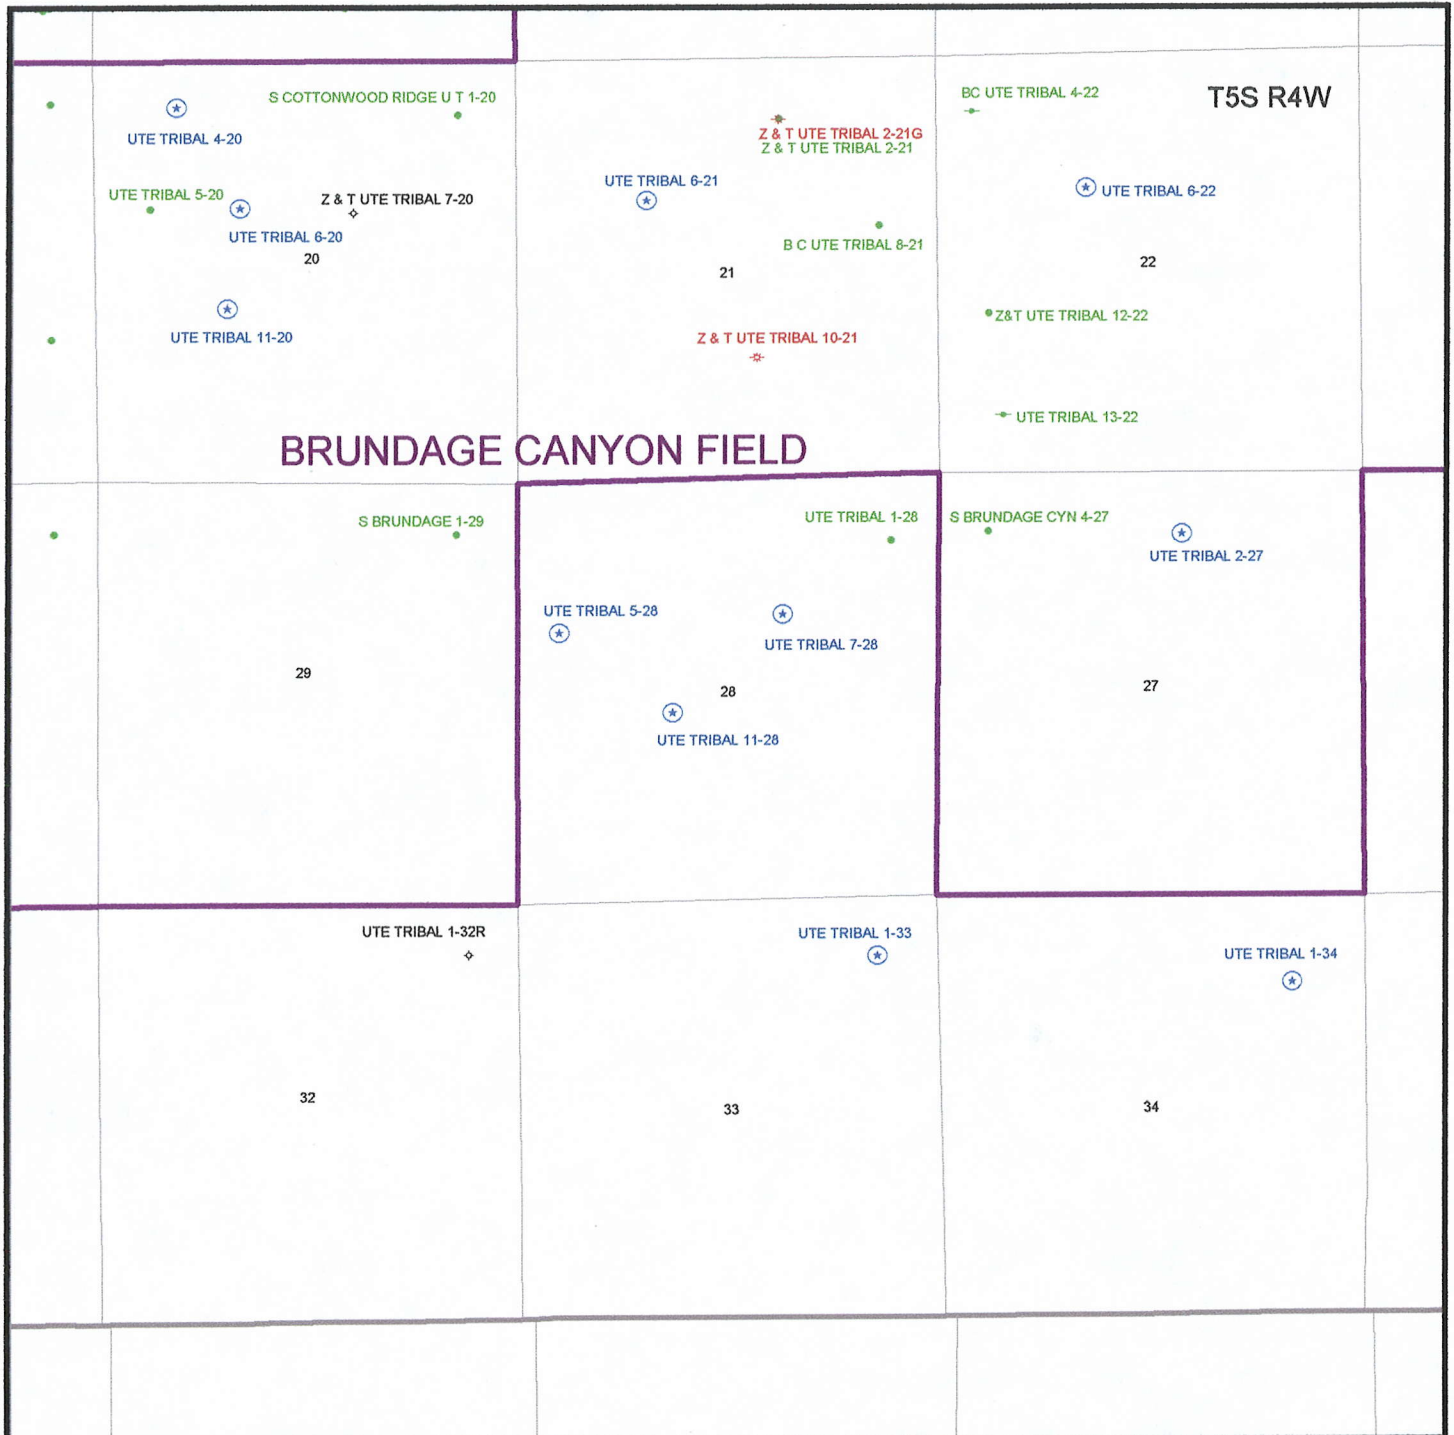 S COTTONWOOD RIDGE U T 1-20
BC UTE TRIBAL 4-22
T5S R4W
UTE TRIBAL 4-20
Z & T UTE TRIBAL 2-21G
Z & T UTE TRIBAL 2-21
UTE TRIBAL 5-20
Z & T UTE TRIBAL 7-20
UTE TRIBAL 6-21
UTE TRIBAL 6-22
UTE TRIBAL 6-20
B C UTE TRIBAL 8-21
20
21
22
UTE TRIBAL 11-20
Z & T UTE TRIBAL 10-21
Z&T UTE TRIBAL 12-22
UTE TRIBAL 13-22
BRUNDAGE CANYON FIELD
S BRUNDAGE 1-29
UTE TRIBAL 1-28
S BRUNDAGE CYN 4-27
UTE TRIBAL 2-27
UTE TRIBAL 5-28
UTE TRIBAL 7-28
29
28
27
UTE TRIBAL 11-28
UTE TRIBAL 1-32R
UTE TRIBAL 1-33
UTE TRIBAL 1-34
32
33
34